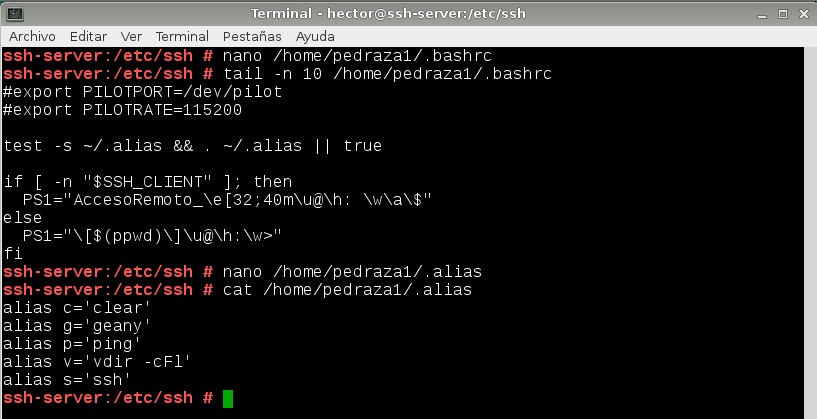 Terminal - hector@ssh-server:/etc/ssh
Archivo Editar Ver Terminal Pestañas Ayuda
ssh-server:/etc/ssh # nano /home/pedraza1/.bashrc
ssh-server:/etc/ssh # tail -n 10 /home/pedraza1/.bashrc
#export PILOTPORT=/dev/pilot
#export PILOTRATE=115200
test -s ~/.alias && . ~/.alias || true
if [ -n "$SSH_CLIENT" ]; then
  PS1="AccesoRemoto_\e[32;40m\u@\h: \w\a\$"
else
  PS1="\[$(ppwd)\]\u@\h:\w>"
fi
ssh-server:/etc/ssh # nano /home/pedraza1/.alias
ssh-server:/etc/ssh # cat /home/pedraza1/.alias
alias c='clear'
alias g='geany'
alias p='ping'
alias v='vdir -cFl'
alias s='ssh'
ssh-server:/etc/ssh #